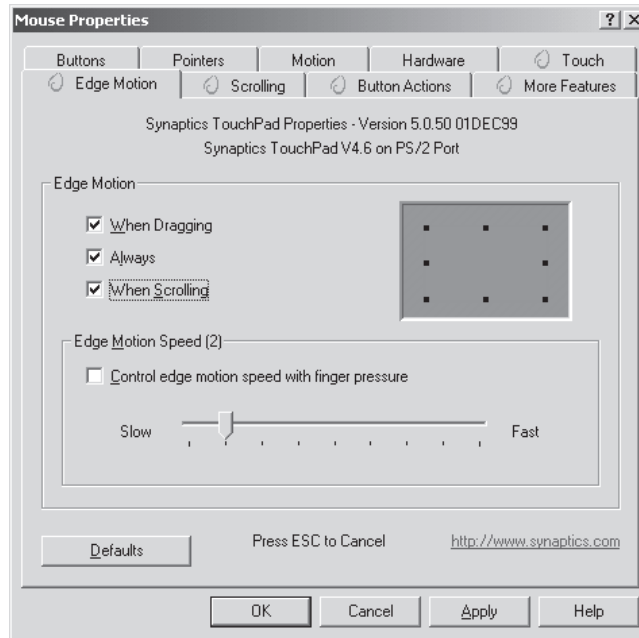 Mouse Properties
Buttons Pointers Motion Hardware Touch
Edge Motion Scrolling Button Actions More Features
Synaptics TouchPad Properties - Version 5.0.50 01DEC99
Synaptics TouchPad V4.6 on PS/2 Port
Edge Motion
When Dragging
Always
When Scrolling
Edge Motion Speed (2)
Control edge motion speed with finger pressure
Slow Fast
Defaults Press ESC to Cancel http://www.synaptics.com
OK Cancel Apply Help